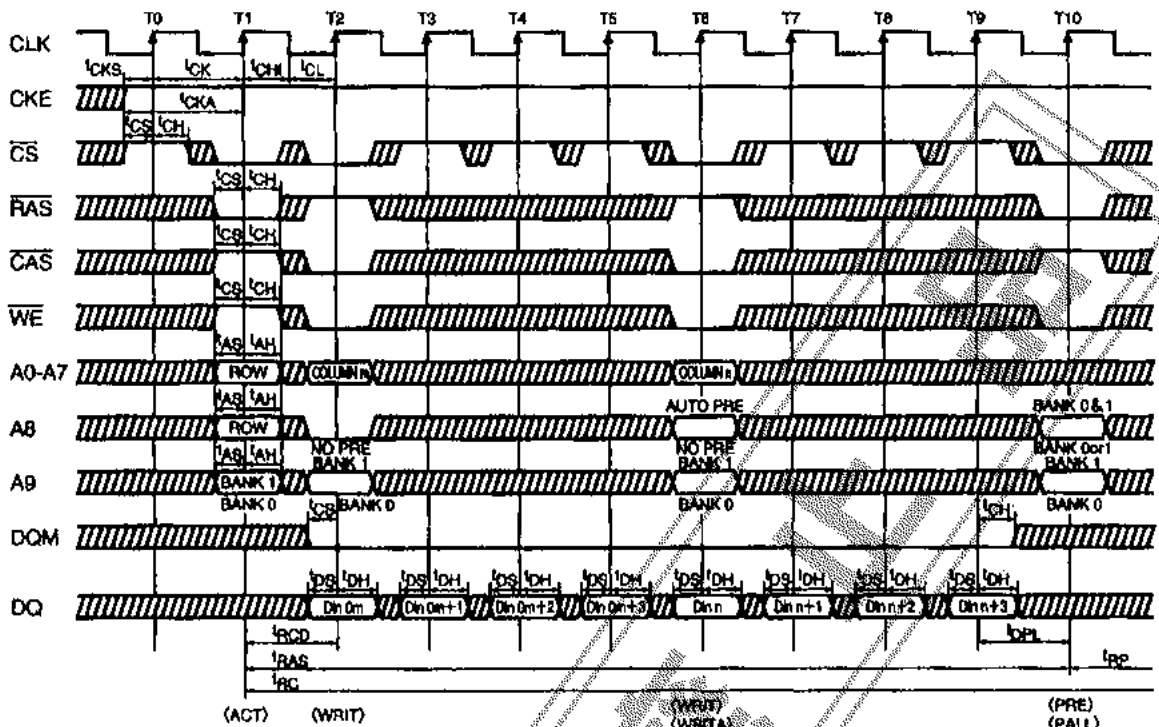 T0 T1 T2 T3 T4 T5 T6 T7 T8 T9 T10
CLK
tCKS tCK tCHI tCL
CKE
tCKA
tCS tCH
CS
tCS tCH
RAS
tCS tCH
CAS
tCS tCH
WE
tAS tAH
A0-A7 ROW COLUMN m COLUMN n
tAS tAH AUTO PRE BANK 0&1
A8 ROW
NO PRE NO PRE BANK 0or1
tAS tAH BANK 1 BANK 1 BANK 1
A9 BANK 1
BANK 0 BANK 0 BANK 0 BANK 0
tCS tCH
DQM
tDS tDH tDS tDH tDS tDH tDS tDH tDS tDH tDS tDH tDS tDH tDS tDH
DQ Din 0m Din 0m+1 Din 0m+2 Din 0m+3 Din n Din n+1 Din n+2 Din n+3
tRCD tDPL
tRAS tRP
tRC
(ACT) (WRIT) (WRIT) (PRE)
(WRITA) (PALL)